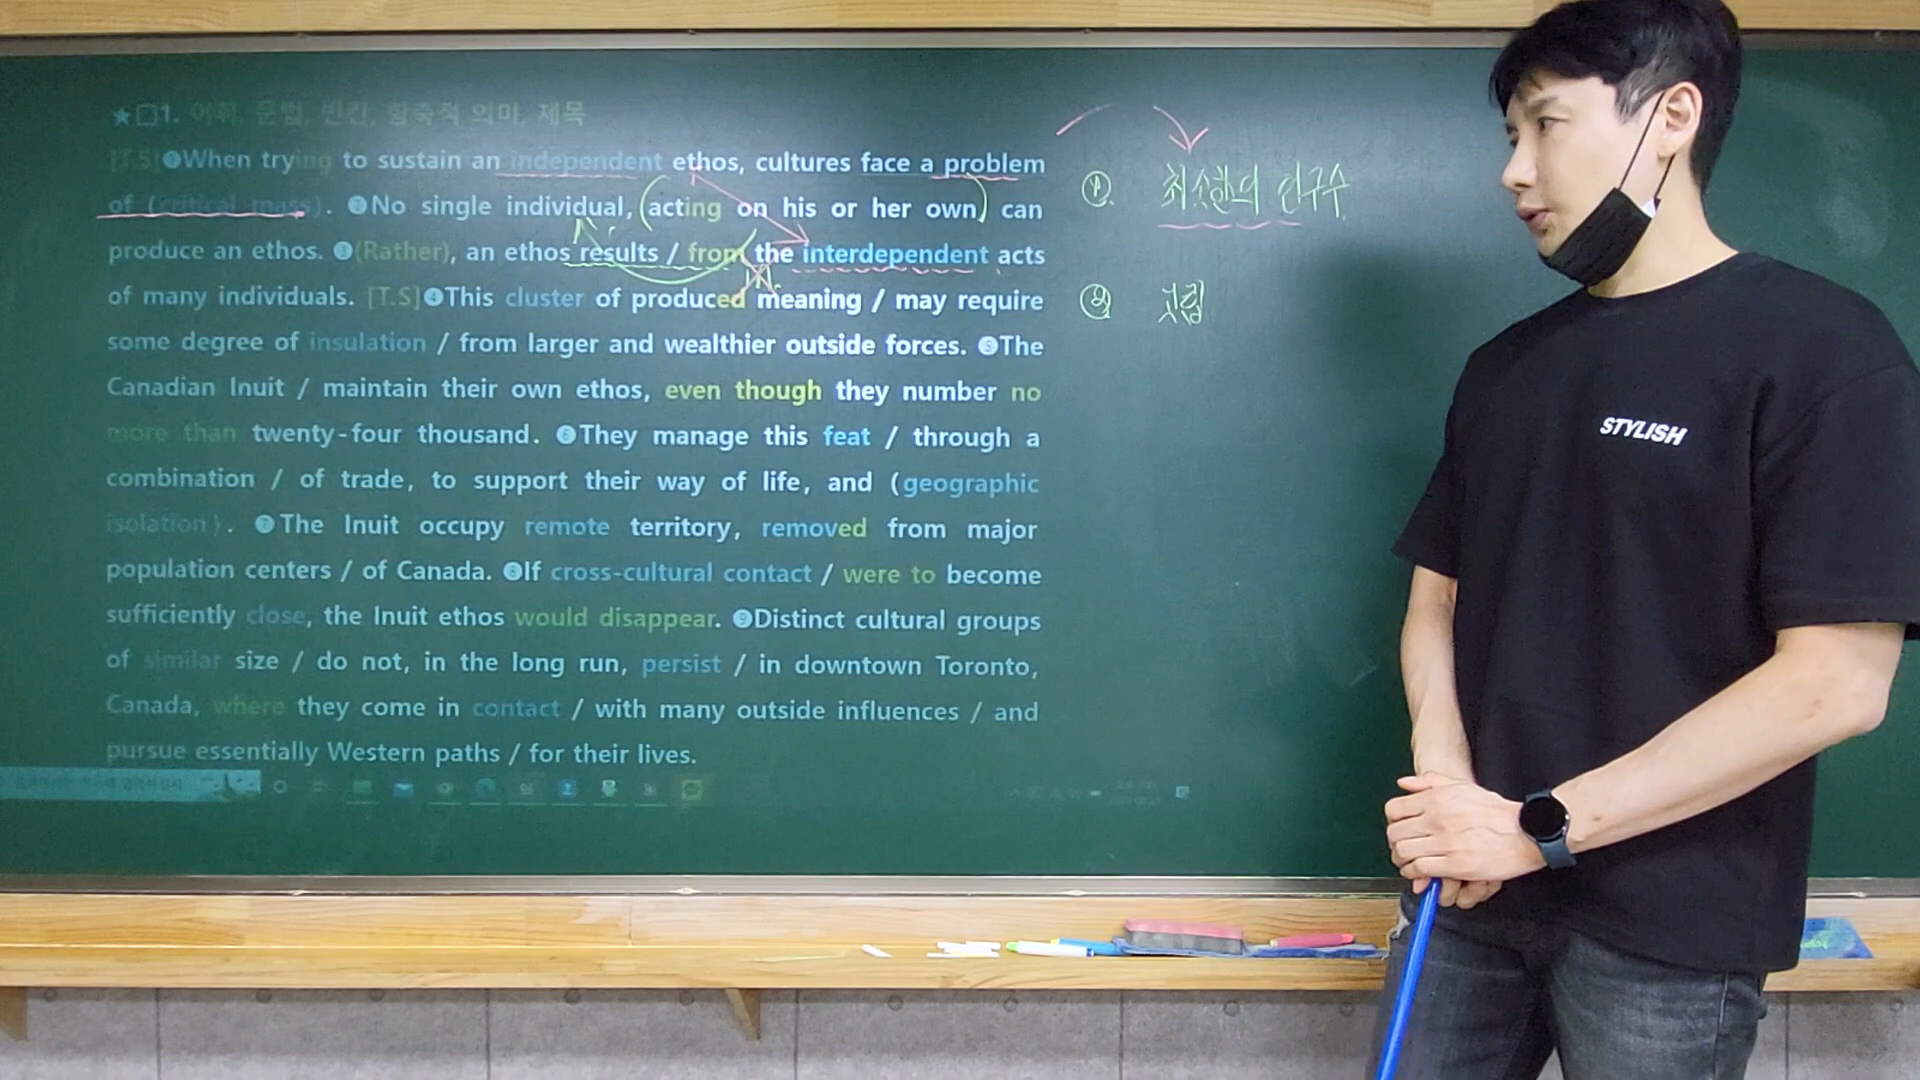 ★□1. 어휘, 문법, 빈칸, 함축적 의미, 제목
[T.S]❶When trying to sustain an independent ethos, cultures face a problem
of (critical mass). ❷No single individual, (acting on his or her own) can
produce an ethos. ❸(Rather), an ethos results / from the interdependent acts
of many individuals. [T.S]❹This cluster of produced meaning / may require
some degree of insulation / from larger and wealthier outside forces. ❺The
Canadian Inuit / maintain their own ethos, even though they number no
more than twenty-four thousand. ❻They manage this feat / through a
combination / of trade, to support their way of life, and (geographic
isolation). ❼The Inuit occupy remote territory, removed from major
population centers / of Canada. ❽If cross-cultural contact / were to become
sufficiently close, the Inuit ethos would disappear. ❾Distinct cultural groups
of similar size / do not, in the long run, persist / in downtown Toronto,
Canada, where they come in contact / with many outside influences / and
pursue essentially Western paths / for their lives.
① 최소한의 인구수
② 고립
STYLISH